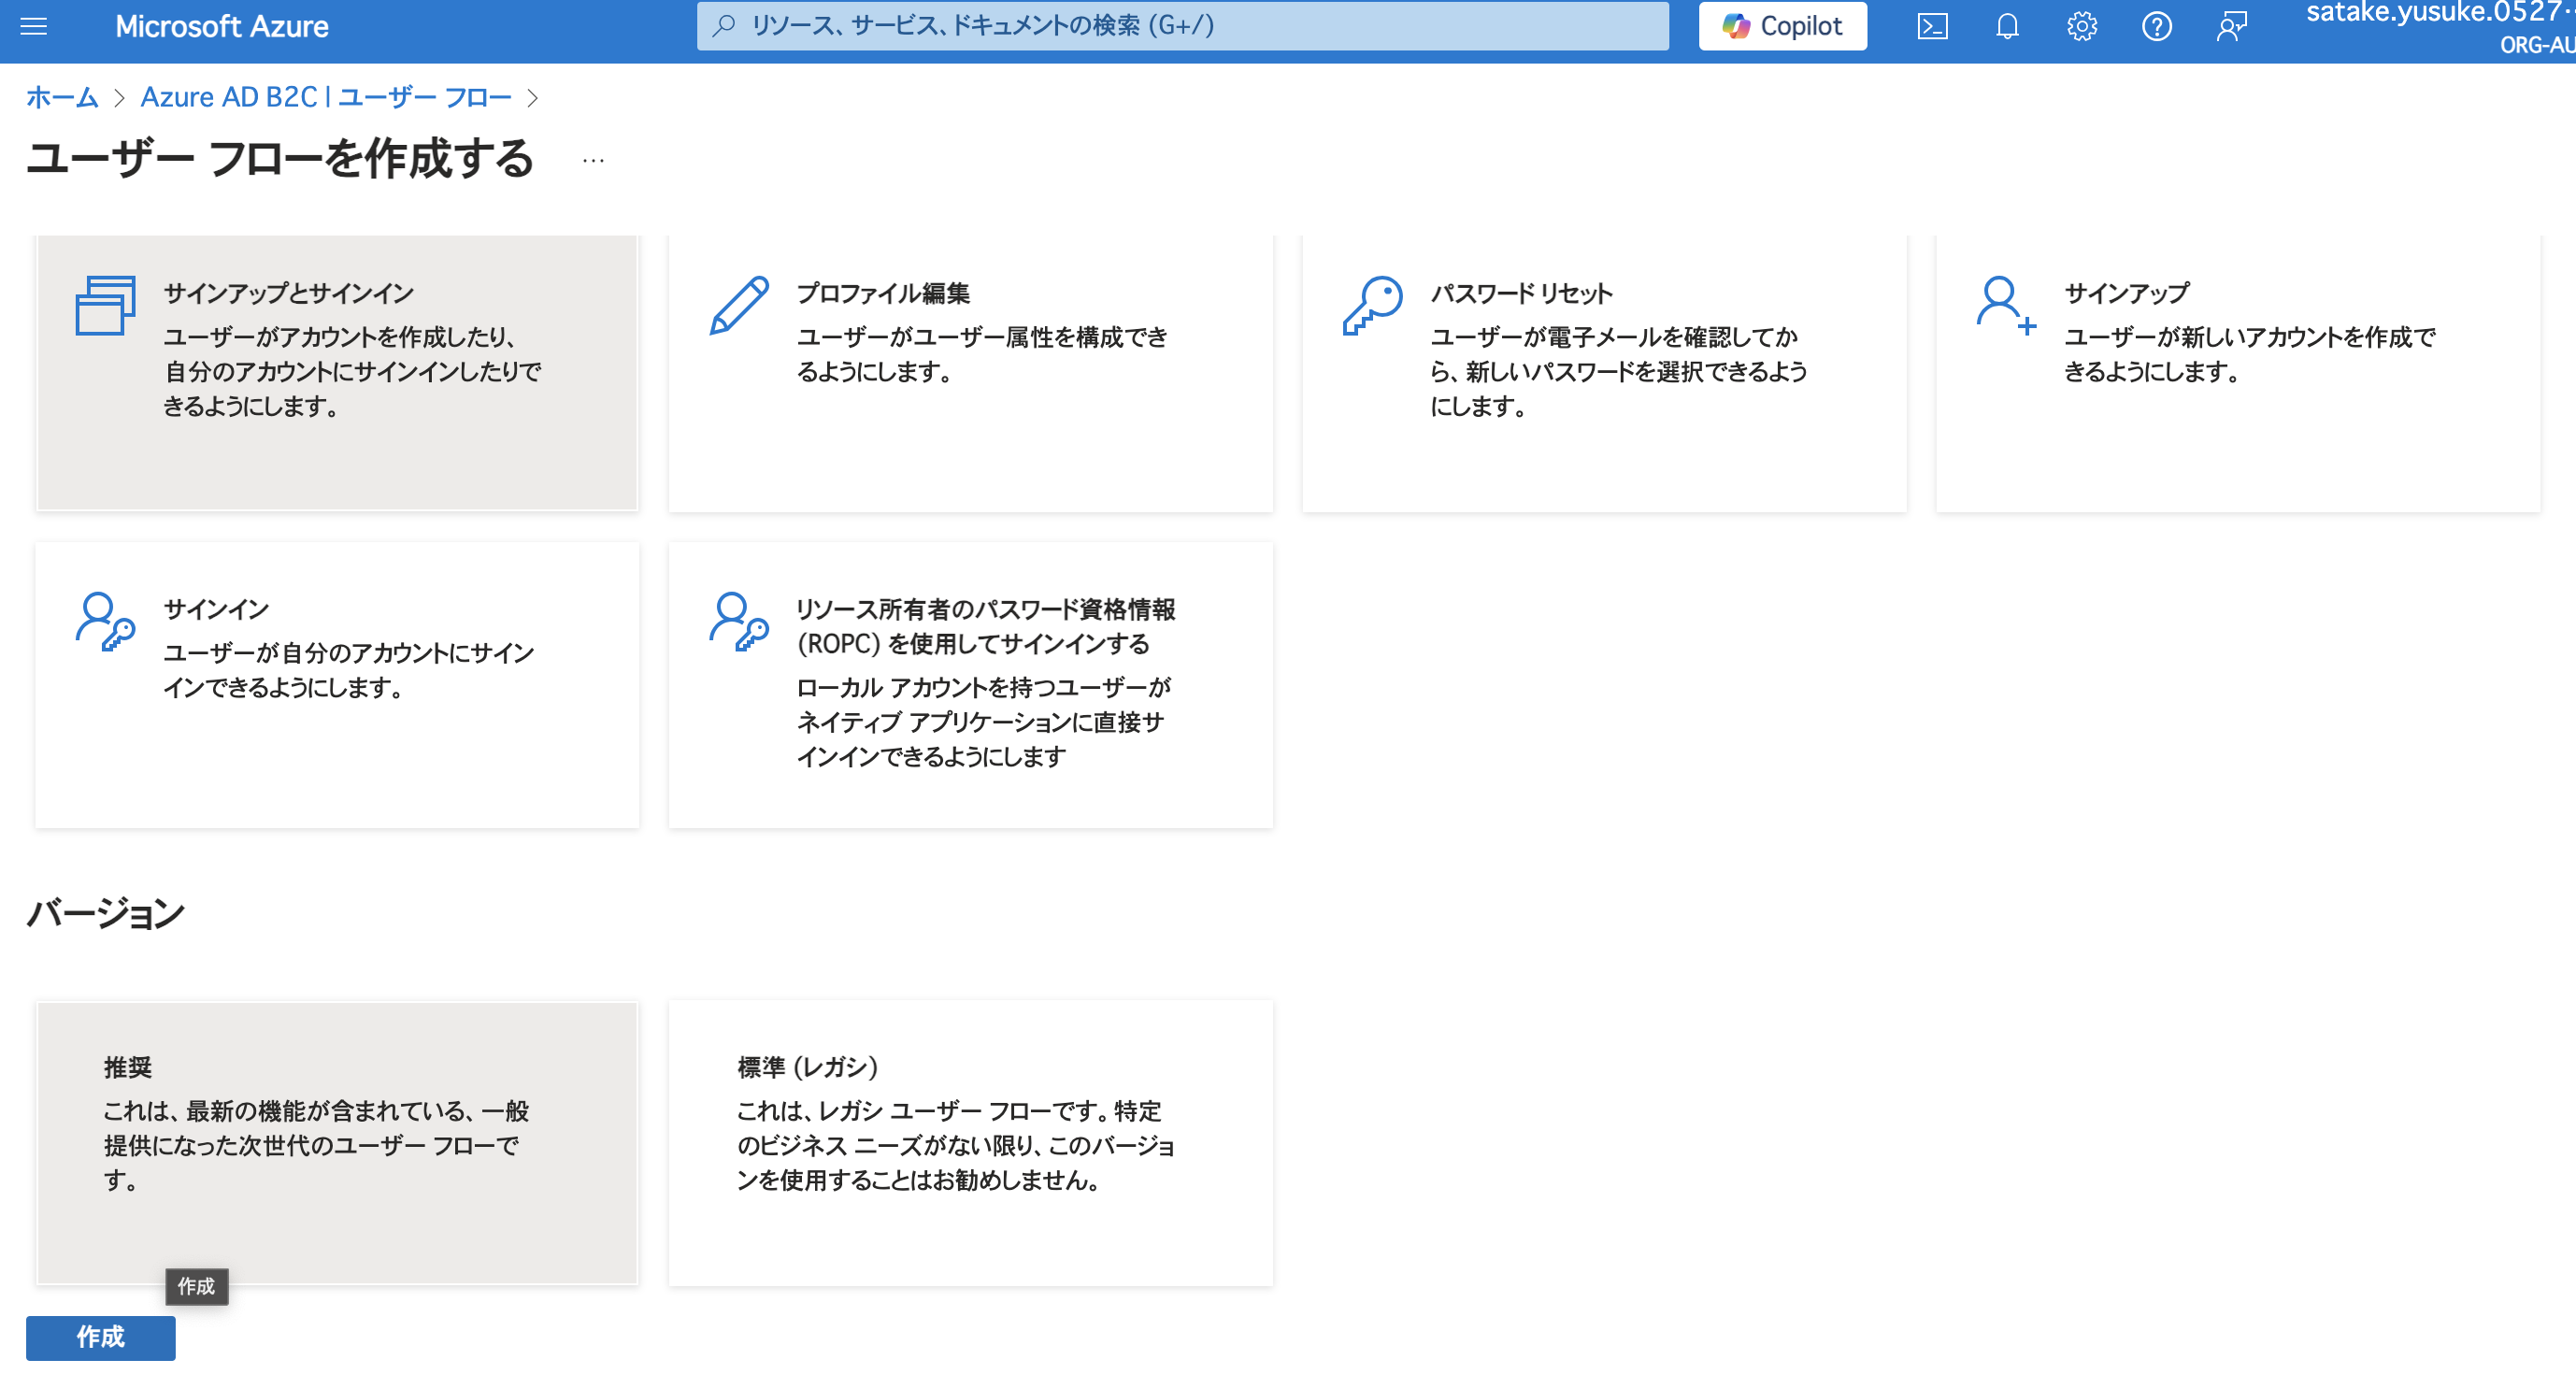 Microsoft Azure
リソース、サービス、ドキュメントの検索 (G+/)
Copilot
satake.yusuke.0527
ORG-AU
ホーム > Azure AD B2C | ユーザー フロー >
ユーザー フローを作成する ...
サインアップとサインイン
ユーザーがアカウントを作成したり、
自分のアカウントにサインインしたりで
きるようにします。
プロファイル編集
ユーザーがユーザー属性を構成でき
るようにします。
パスワード リセット
ユーザーが電子メールを確認してか
ら、新しいパスワードを選択できるよう
にします。
サインアップ
ユーザーが新しいアカウントを作成で
きるようにします。
サインイン
ユーザーが自分のアカウントにサイン
インできるようにします。
リソース所有者のパスワード資格情報
(ROPC) を使用してサインインする
ローカル アカウントを持つユーザーが
ネイティブ アプリケーションに直接サ
インインできるようにします
バージョン
推奨
これは、最新の機能が含まれている、一般
提供になった次世代のユーザー フローで
す。
標準 (レガシ)
これは、レガシ ユーザー フローです。特定
のビジネス ニーズがない限り、このバージョ
ンを使用することはお勧めしません。
作成
作成